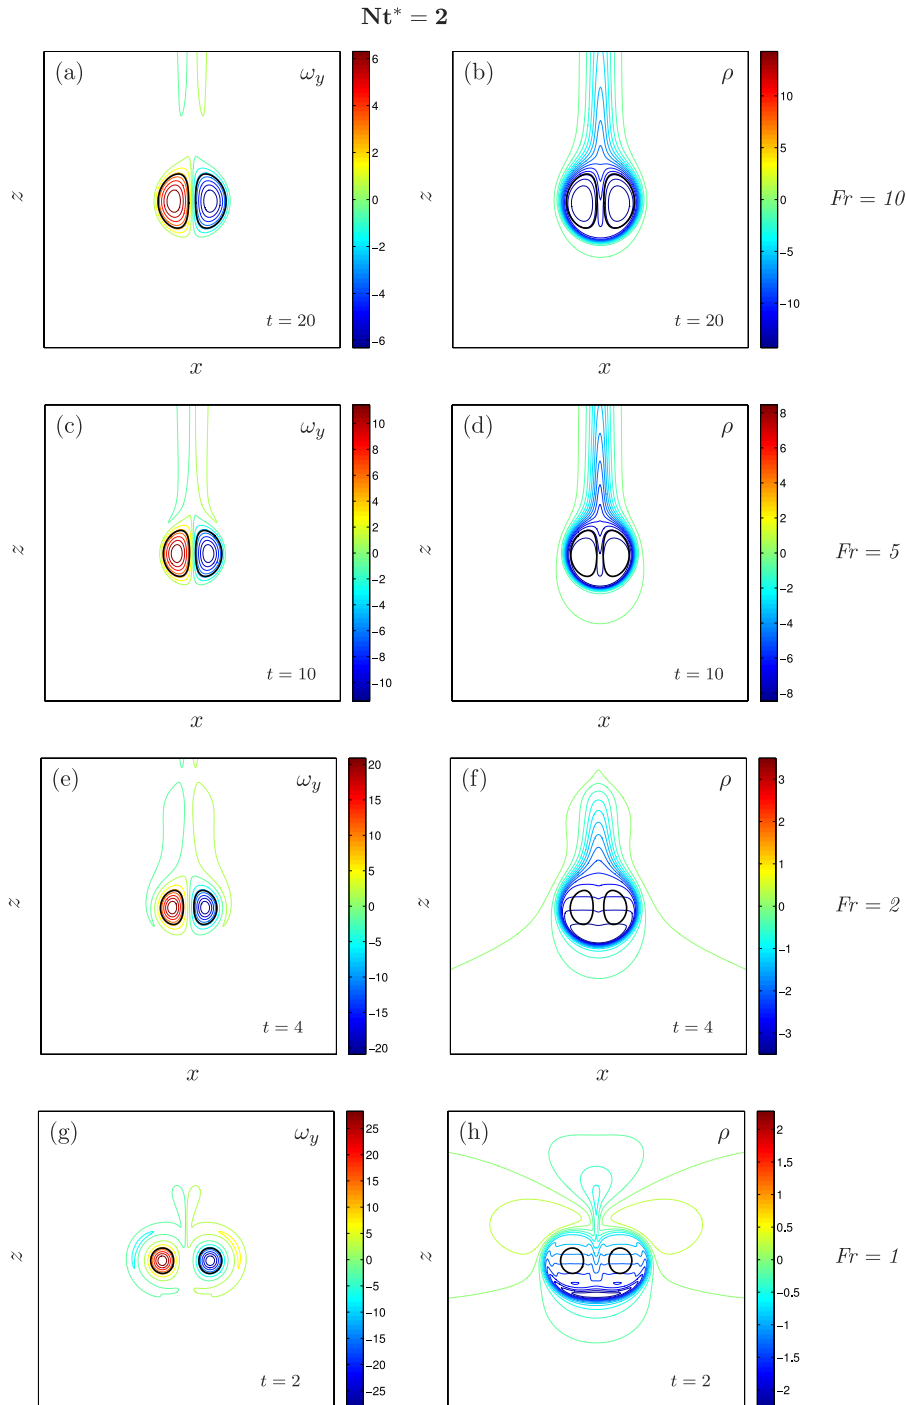 Nt* = 2
(a) ω_y
6
4
2
0
−2
−4
−6
z
t = 20
x
(b) ρ
10
5
0
−5
−10
z
t = 20
x
Fr = 10
(c) ω_y
10
8
6
4
2
0
−2
−4
−6
−8
−10
z
t = 10
x
(d) ρ
8
6
4
2
0
−2
−4
−6
−8
z
t = 10
x
Fr = 5
(e) ω_y
20
15
10
5
0
−5
−10
−15
−20
z
t = 4
x
(f) ρ
3
2
1
0
−1
−2
−3
z
t = 4
x
Fr = 2
(g) ω_y
25
20
15
10
5
0
−5
−10
−15
−20
−25
z
t = 2
(h) ρ
2
1.5
1
0.5
0
−0.5
−1
−1.5
−2
z
t = 2
Fr = 1